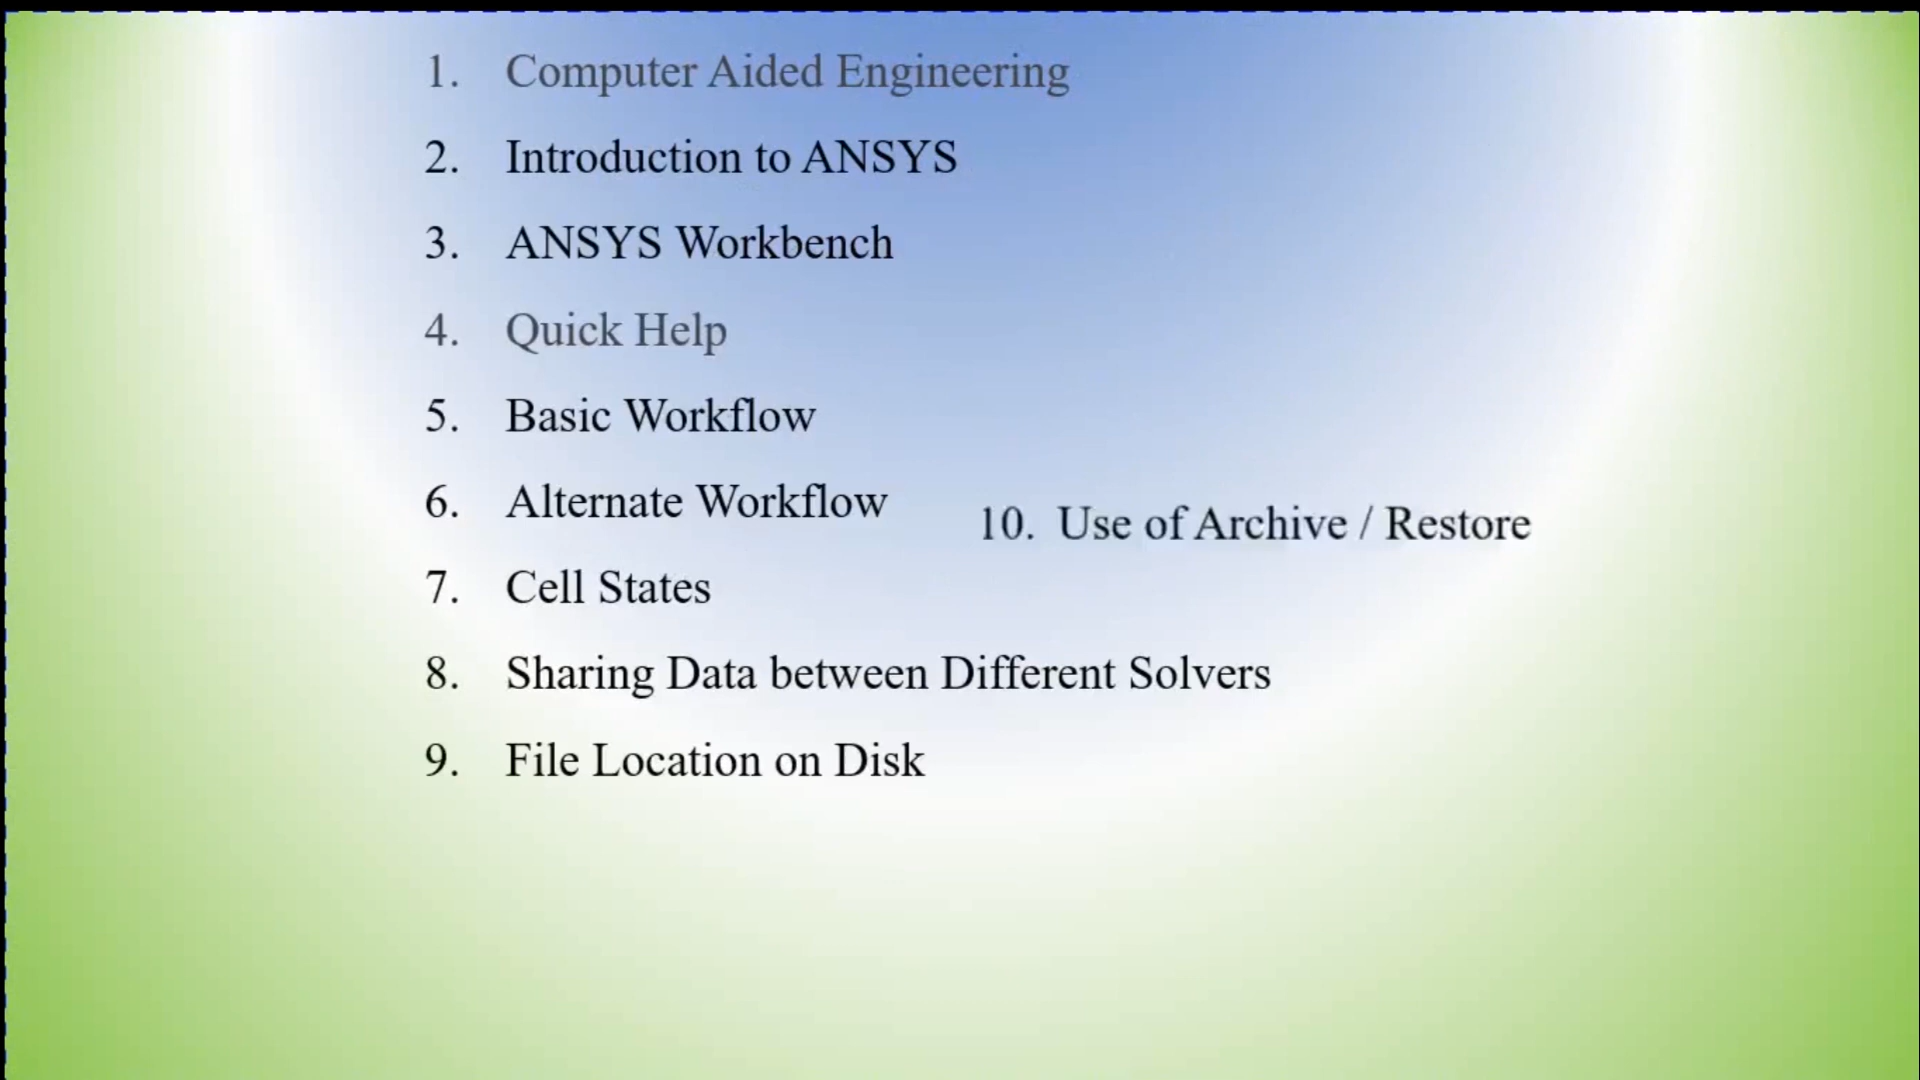 1. Computer Aided Engineering
2. Introduction to ANSYS
3. ANSYS Workbench
4. Quick Help
5. Basic Workflow
6. Alternate Workflow
7. Cell States
8. Sharing Data between Different Solvers
9. File Location on Disk
10. Use of Archive / Restore